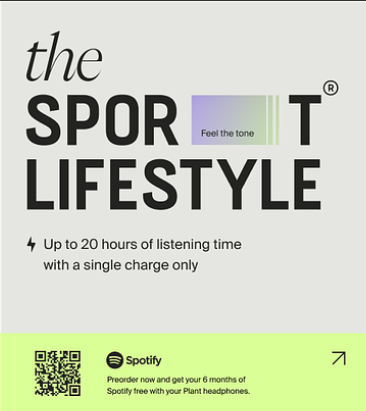 the
SPOR T®
Feel the tone
LIFESTYLE
Up to 20 hours of listening time
with a single charge only
Spotify
Preorder now and get your 6 months of
Spotify free with your Plant headphones.